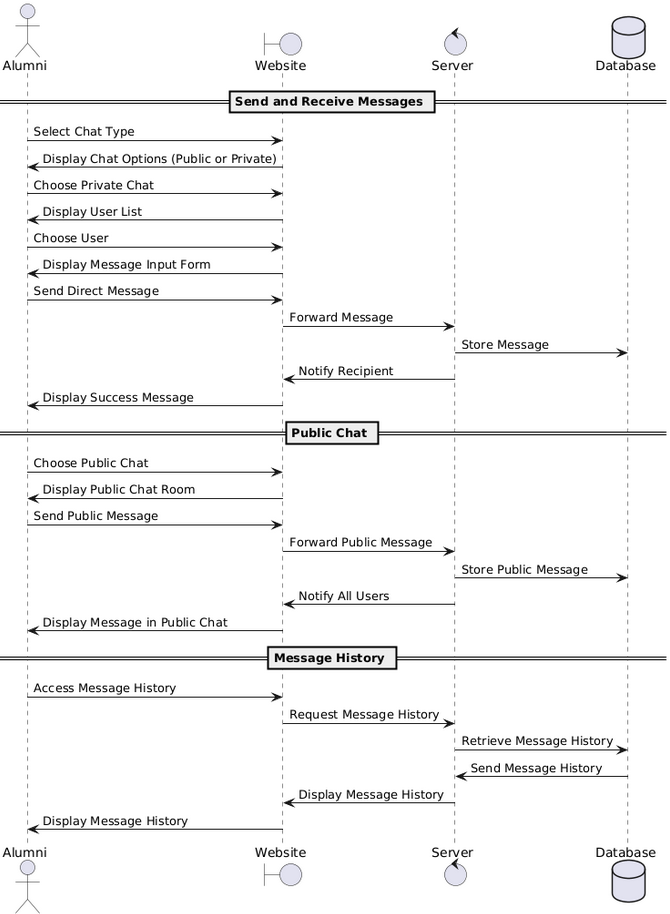 Alumni
Website
Server
Database
Send and Receive Messages
Select Chat Type
Display Chat Options (Public or Private)
Choose Private Chat
Display User List
Choose User
Display Message Input Form
Send Direct Message
Forward Message
Store Message
Notify Recipient
Display Success Message
Public Chat
Choose Public Chat
Display Public Chat Room
Send Public Message
Forward Public Message
Store Public Message
Notify All Users
Display Message in Public Chat
Message History
Access Message History
Request Message History
Retrieve Message History
Send Message History
Display Message History
Display Message History
Alumni
Website
Server
Database